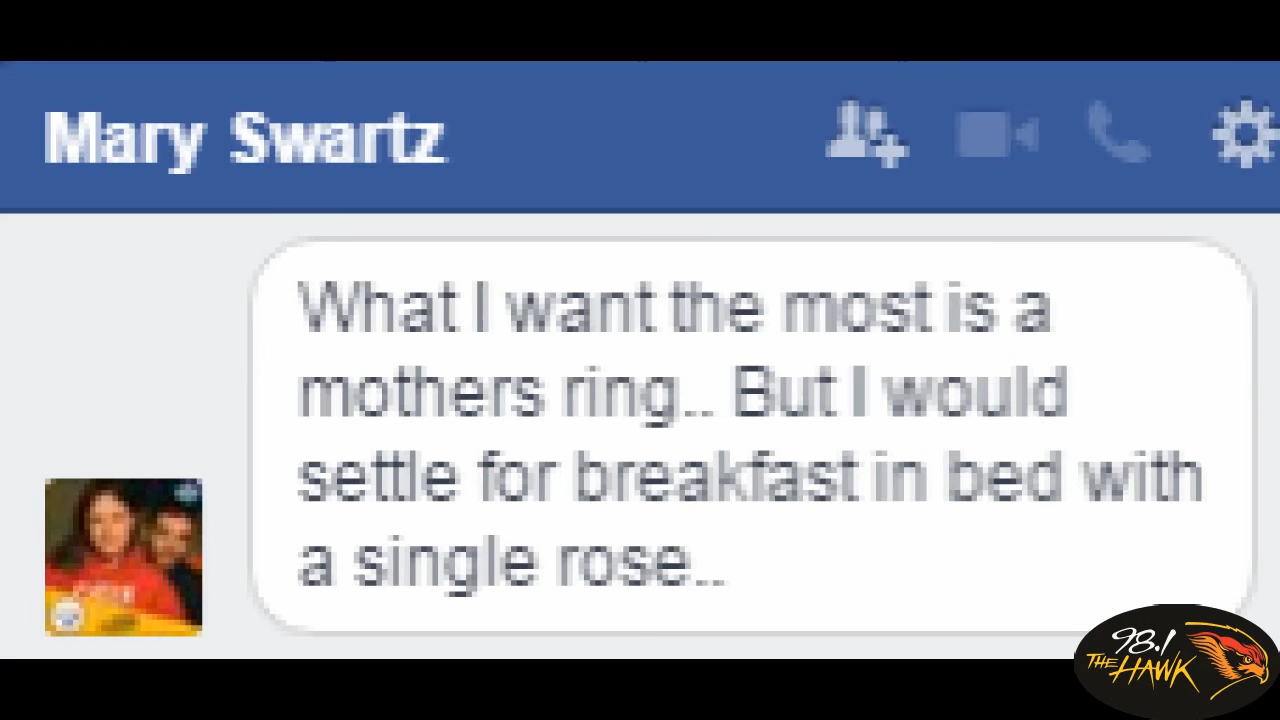 Mary Swartz
What I want the most is a
mothers ring.. But I would
settle for breakfast in bed with
a single rose..
98.1
THE HAWK